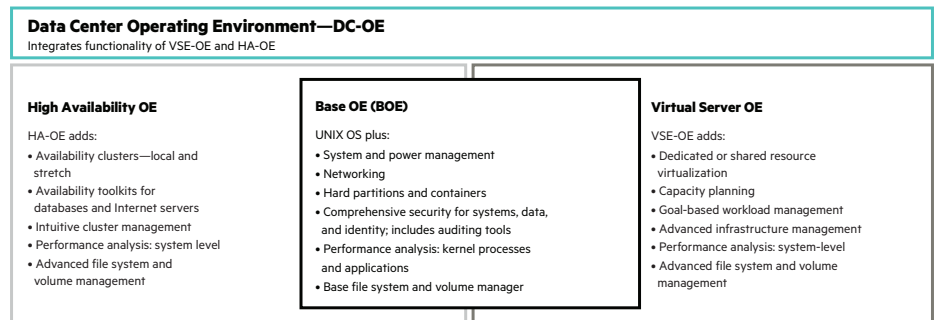 Data Center Operating Environment—DC-OE
Integrates functionality of VSE-OE and HA-OE
High Availability OE
HA-OE adds:
• Availability clusters—local and
stretch
• Availability toolkits for
databases and Internet servers
• Intuitive cluster management
• Performance analysis: system level
• Advanced file system and
volume management
Base OE (BOE)
UNIX OS plus:
• System and power management
• Networking
• Hard partitions and containers
• Comprehensive security for systems, data,
and identity; includes auditing tools
• Performance analysis: kernel processes
and applications
• Base file system and volume manager
Virtual Server OE
VSE-OE adds:
• Dedicated or shared resource
virtualization
• Capacity planning
• Goal-based workload management
• Advanced infrastructure management
• Performance analysis: system-level
• Advanced file system and volume
management